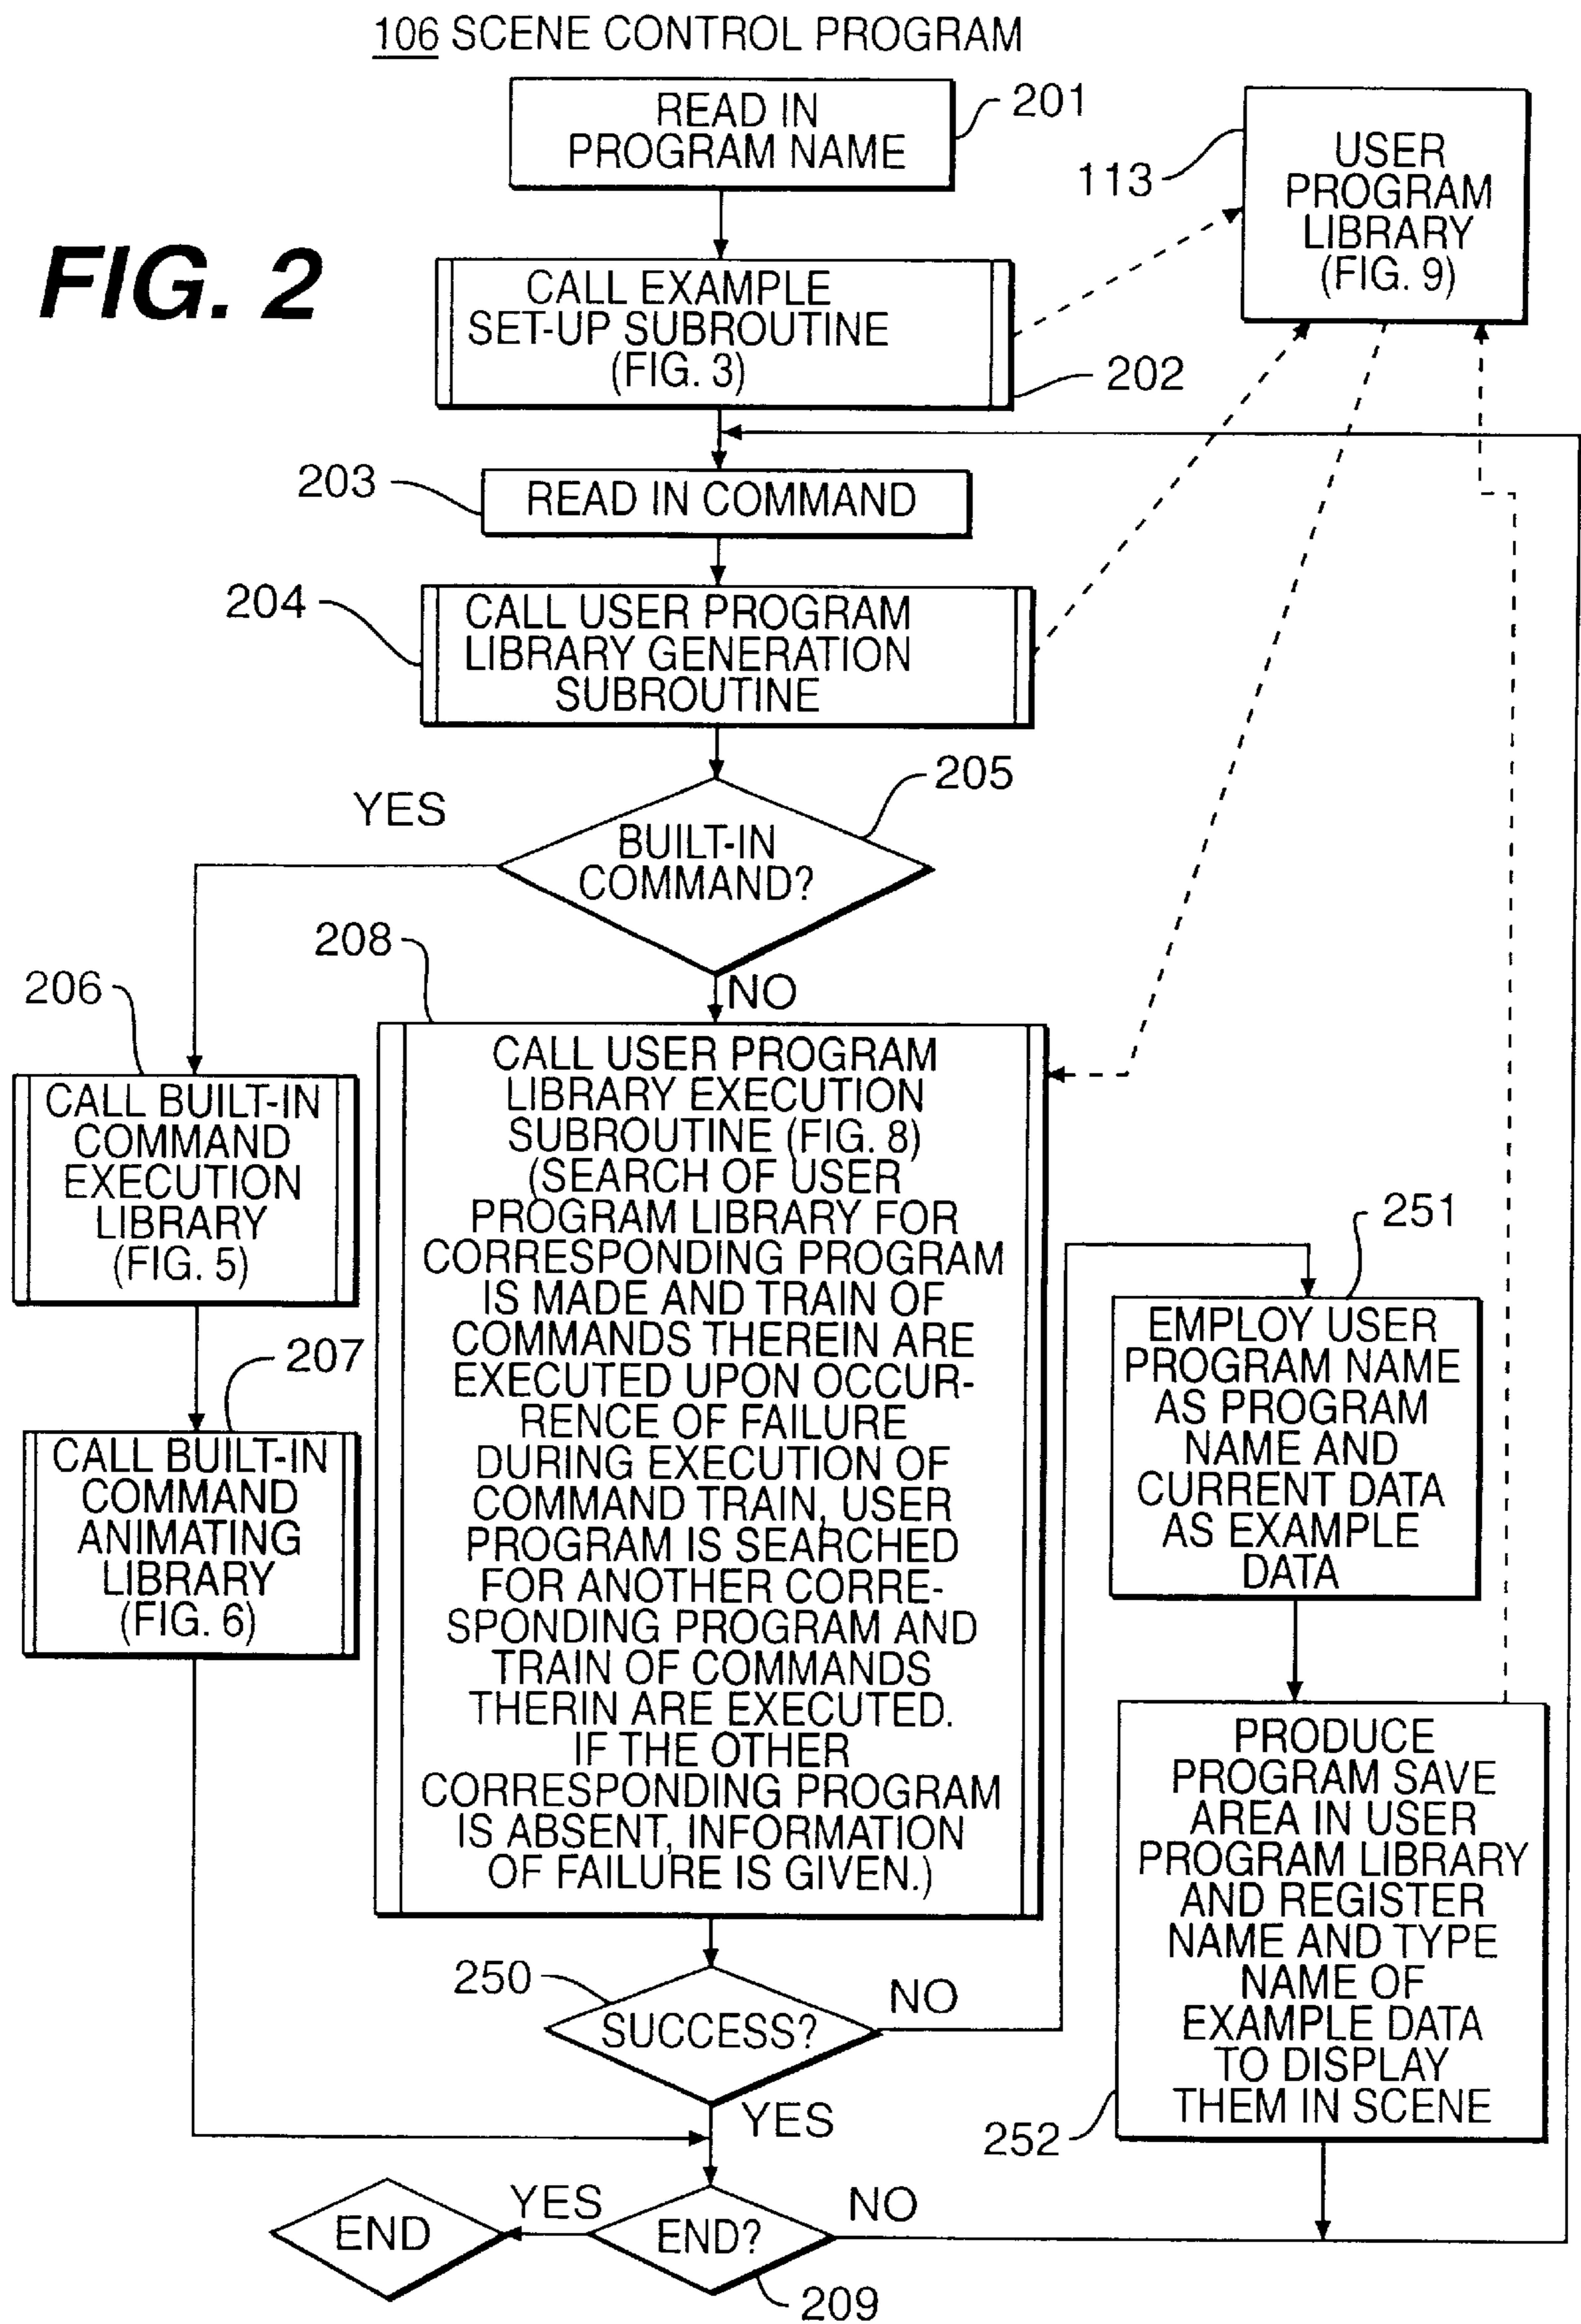 106 SCENE CONTROL PROGRAM
READ IN
PROGRAM NAME
201
USER
PROGRAM
LIBRARY
(FIG. 9)
113
FIG. 2
CALL EXAMPLE
SET-UP SUBROUTINE
(FIG. 3)
202
203
READ IN COMMAND
204
CALL USER PROGRAM
LIBRARY GENERATION
SUBROUTINE
205
YES
BUILT-IN
COMMAND?
NO
208
206
CALL BUILT-IN
COMMAND
EXECUTION
LIBRARY
(FIG. 5)
207
CALL BUILT-IN
COMMAND
ANIMATING
LIBRARY
(FIG. 6)
CALL USER PROGRAM
LIBRARY EXECUTION
SUBROUTINE (FIG. 8)
(SEARCH OF USER
PROGRAM LIBRARY FOR
CORRESPONDING PROGRAM
IS MADE AND TRAIN OF
COMMANDS THEREIN ARE
EXECUTED UPON OCCUR-
RENCE OF FAILURE
DURING EXECUTION OF
COMMAND TRAIN, USER
PROGRAM IS SEARCHED
FOR ANOTHER CORRE-
SPONDING PROGRAM AND
TRAIN OF COMMANDS
THERIN ARE EXECUTED.
IF THE OTHER
CORRESPONDING PROGRAM
IS ABSENT, INFORMATION
OF FAILURE IS GIVEN.)
251
EMPLOY USER
PROGRAM NAME
AS PROGRAM
NAME AND
CURRENT DATA
AS EXAMPLE
DATA
PRODUCE
PROGRAM SAVE
AREA IN USER
PROGRAM LIBRARY
AND REGISTER
NAME AND TYPE
NAME OF
EXAMPLE DATA
TO DISPLAY
THEM IN SCENE
252
250
SUCCESS?
NO
YES
END
YES
END?
NO
209